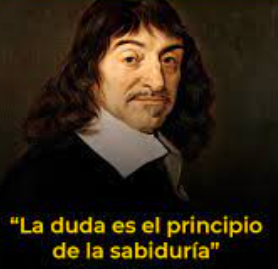 “La duda es el principio
de la sabiduría”